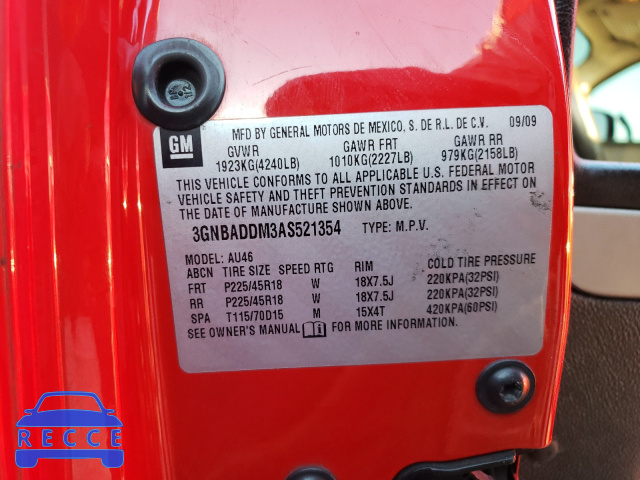 GM
MFD BY GENERAL MOTORS DE MEXICO, S. DE R.L. DE C.V. 09/09
GVWR GAWR FRT GAWR RR
1923KG(4240LB) 1010KG(2227LB) 979KG(2158LB)
THIS VEHICLE CONFORMS TO ALL APPLICABLE U.S. FEDERAL MOTOR
VEHICLE SAFETY AND THEFT PREVENTION STANDARDS IN EFFECT ON
THE DATE OF MANUFACTURE SHOWN ABOVE.
3GNBADDM3AS521354 TYPE: M.P.V.
MODEL: AU46
ABCN TIRE SIZE SPEED RTG RIM COLD TIRE PRESSURE
FRT P225/45R18 W 18X7.5J 220KPA(32PSI)
RR P225/45R18 W 18X7.5J 220KPA(32PSI)
SPA T115/70D15 M 15X4T 420KPA(60PSI)
SEE OWNER'S MANUAL FOR MORE INFORMATION.
RECCE